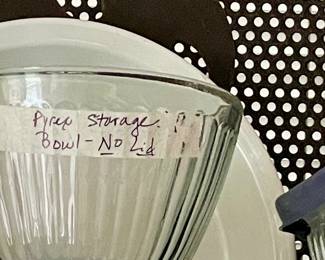 Pyrex Storage
Bowl - No Lid